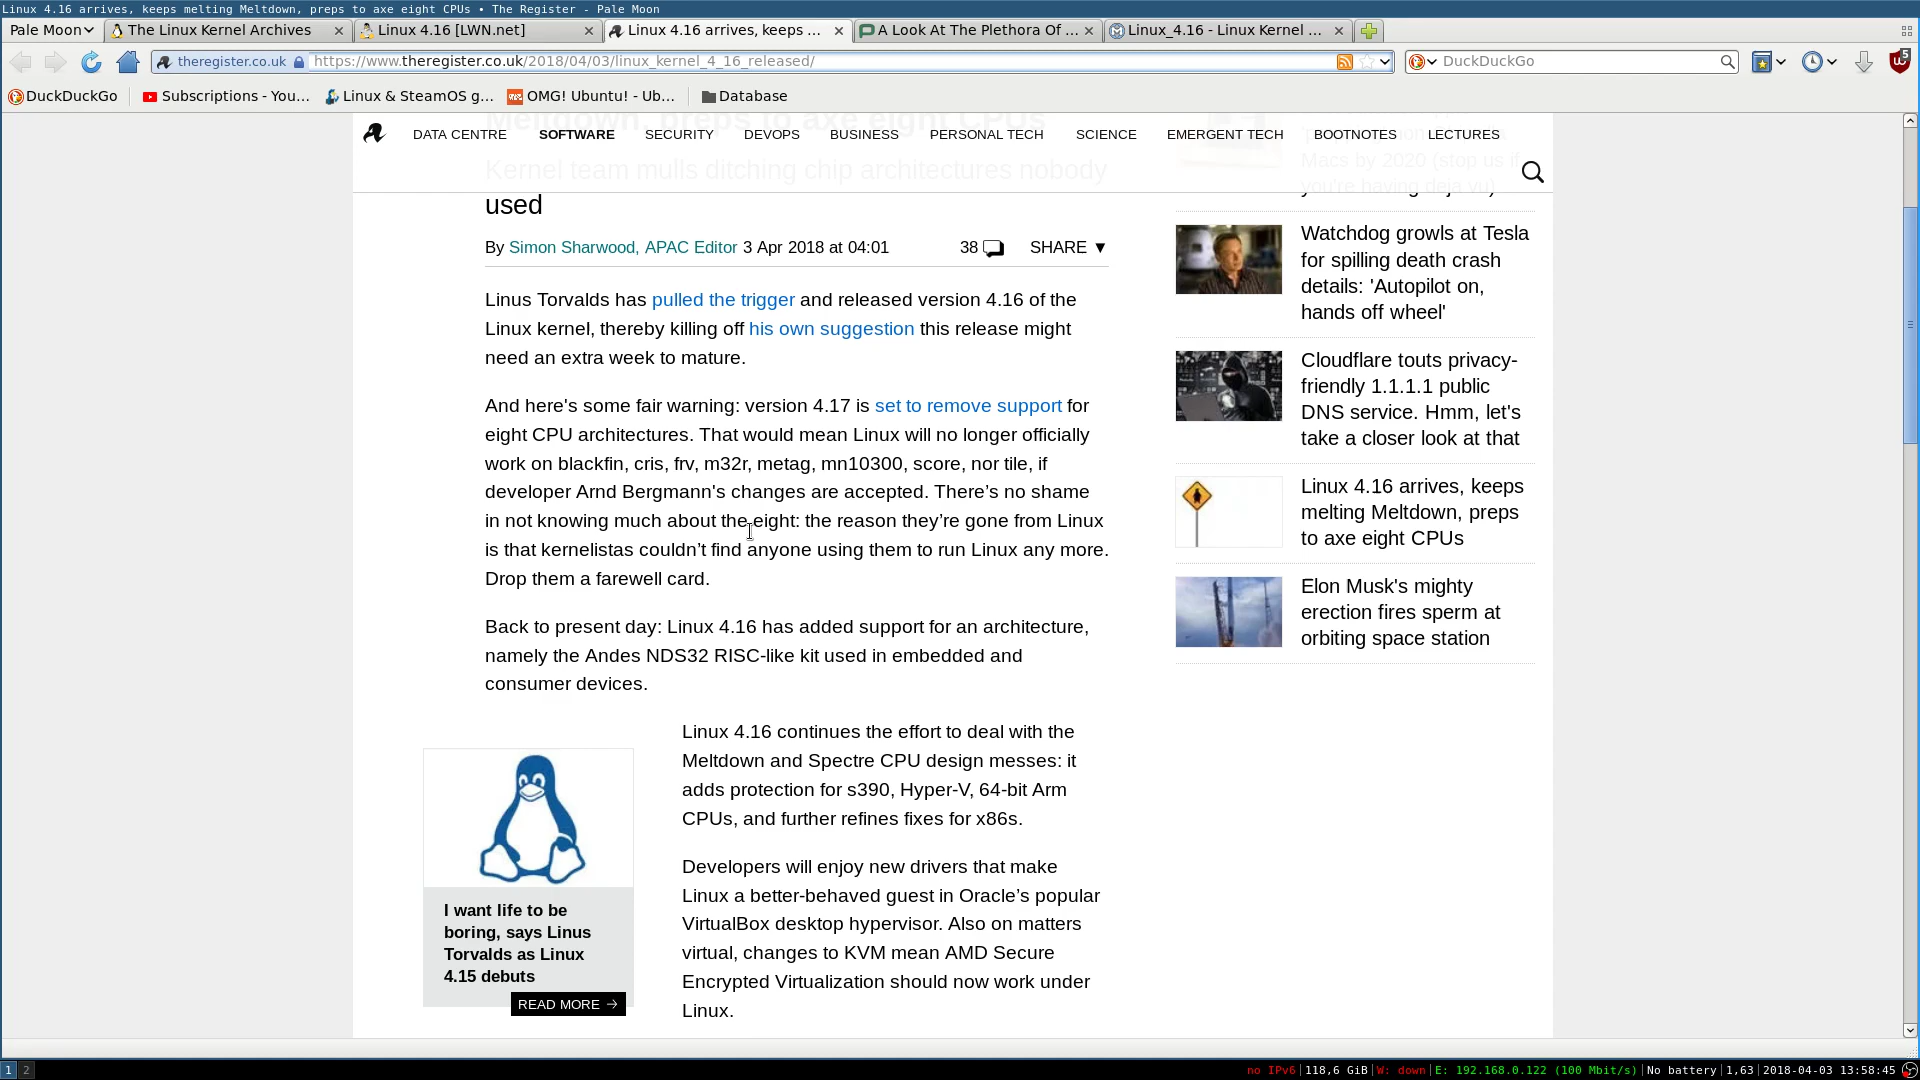 Linux 4.16 arrives, keeps melting Meltdown, preps to axe eight CPUs • The Register - Pale Moon
Pale Moon
The Linux Kernel Archives
Linux 4.16 [LWN.net]
Linux 4.16 arrives, keeps ...
A Look At The Plethora Of ...
Linux_4.16 - Linux Kernel ...
theregister.co.uk
https://www.theregister.co.uk/2018/04/03/linux_kernel_4_16_released/
DuckDuckGo
5
DuckDuckGo
Subscriptions - You...
Linux & SteamOS g...
OMG! Ubuntu! - Ub...
Database
DATA CENTRE
SOFTWARE
SECURITY
DEVOPS
BUSINESS
PERSONAL TECH
SCIENCE
EMERGENT TECH
BOOTNOTES
LECTURES
Meltdown, preps to axe eight CPUs
Kernel team mulls ditching chip architectures nobody
used
By Simon Sharwood, APAC Editor 3 Apr 2018 at 04:01
38
SHARE ▼
Linus Torvalds has pulled the trigger and released version 4.16 of the
Linux kernel, thereby killing off his own suggestion this release might
need an extra week to mature.
And here's some fair warning: version 4.17 is set to remove support for
eight CPU architectures. That would mean Linux will no longer officially
work on blackfin, cris, frv, m32r, metag, mn10300, score, nor tile, if
developer Arnd Bergmann's changes are accepted. There’s no shame
in not knowing much about the eight: the reason they’re gone from Linux
is that kernelistas couldn’t find anyone using them to run Linux any more.
Drop them a farewell card.
Back to present day: Linux 4.16 has added support for an architecture,
namely the Andes NDS32 RISC-like kit used in embedded and
consumer devices.
Linux 4.16 continues the effort to deal with the
Meltdown and Spectre CPU design messes: it
adds protection for s390, Hyper-V, 64-bit Arm
CPUs, and further refines fixes for x86s.
Developers will enjoy new drivers that make
Linux a better-behaved guest in Oracle’s popular
VirtualBox desktop hypervisor. Also on matters
virtual, changes to KVM mean AMD Secure
Encrypted Virtualization should now work under
Linux.
I want life to be
boring, says Linus
Torvalds as Linux
4.15 debuts
READ MORE →
Macs by 2020 (stop us if
you're having deja vu)
Watchdog growls at Tesla
for spilling death crash
details: 'Autopilot on,
hands off wheel'
Cloudflare touts privacy-
friendly 1.1.1.1 public
DNS service. Hmm, let's
take a closer look at that
Linux 4.16 arrives, keeps
melting Meltdown, preps
to axe eight CPUs
Elon Musk's mighty
erection fires sperm at
orbiting space station
1
2
no IPv6|118,6 GiB|W: down|E: 192.168.0.122 (100 Mbit/s)|No battery|1,63|2018-04-03 13:58:45